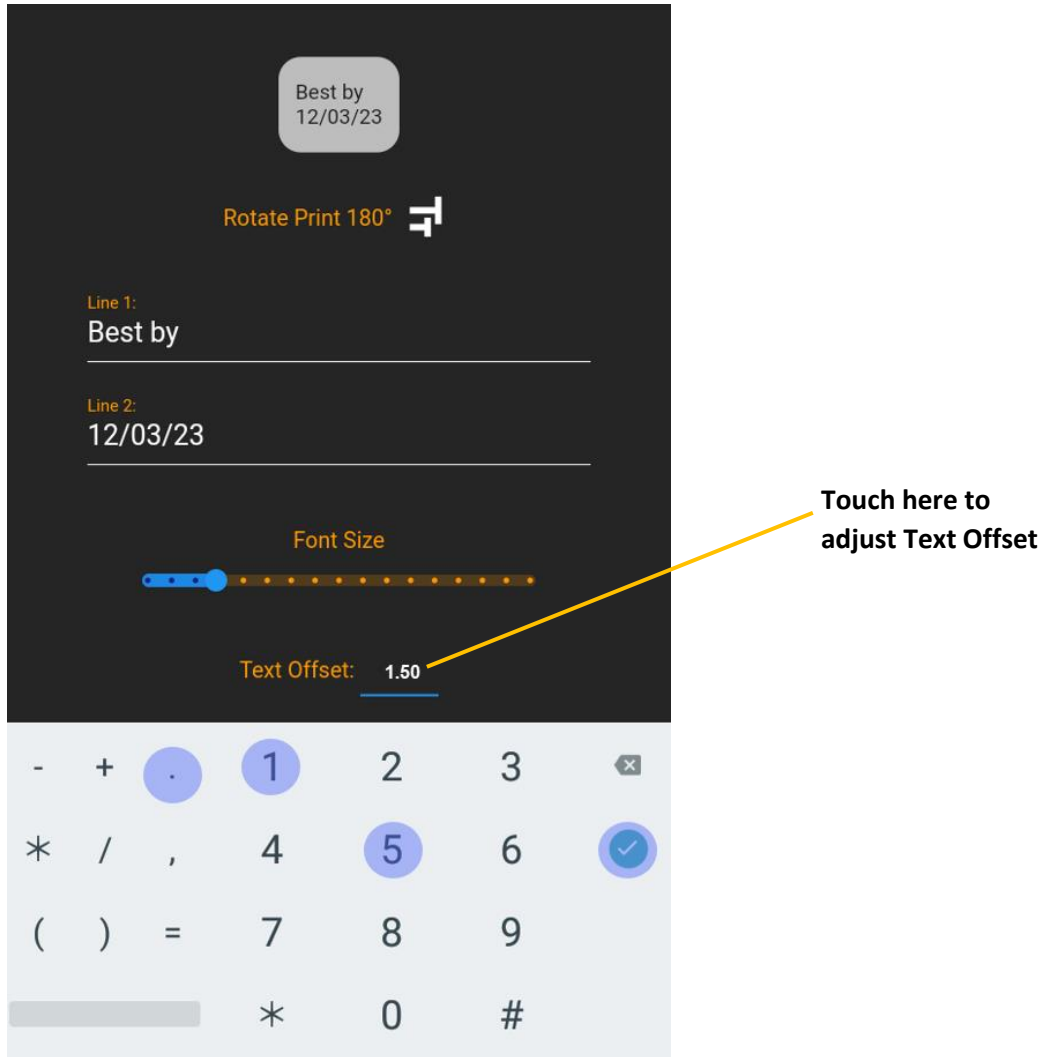 Best by
12/03/23
Rotate Print 180°
Line 1:
Best by
Line 2:
12/03/23
Font Size
Text Offset: 1.50
Touch here to
adjust Text Offset
- + . 1 2 3
* / , 4 5 6
( ) = 7 8 9
* 0 #